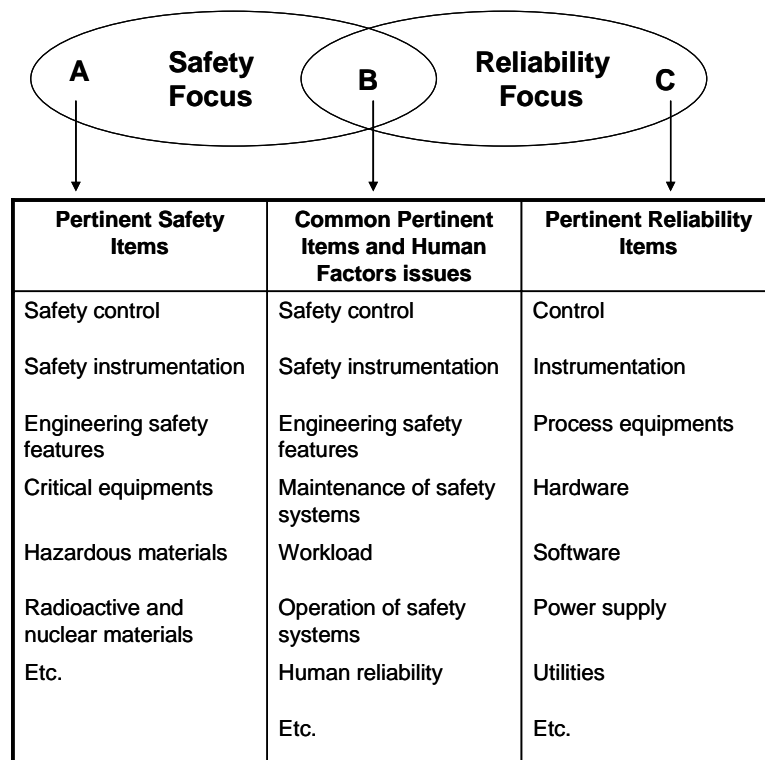 A
Safety
Focus
B
Reliability
Focus
C
Pertinent Safety
Items
Common Pertinent
Items and Human
Factors issues
Pertinent Reliability
Items
Safety control
Safety instrumentation
Engineering safety
features
Critical equipments
Hazardous materials
Radioactive and
nuclear materials
Etc.
Safety control
Safety instrumentation
Engineering safety
features
Maintenance of safety
systems
Workload
Operation of safety
systems
Human reliability
Etc.
Control
Instrumentation
Process equipments
Hardware
Software
Power supply
Utilities
Etc.